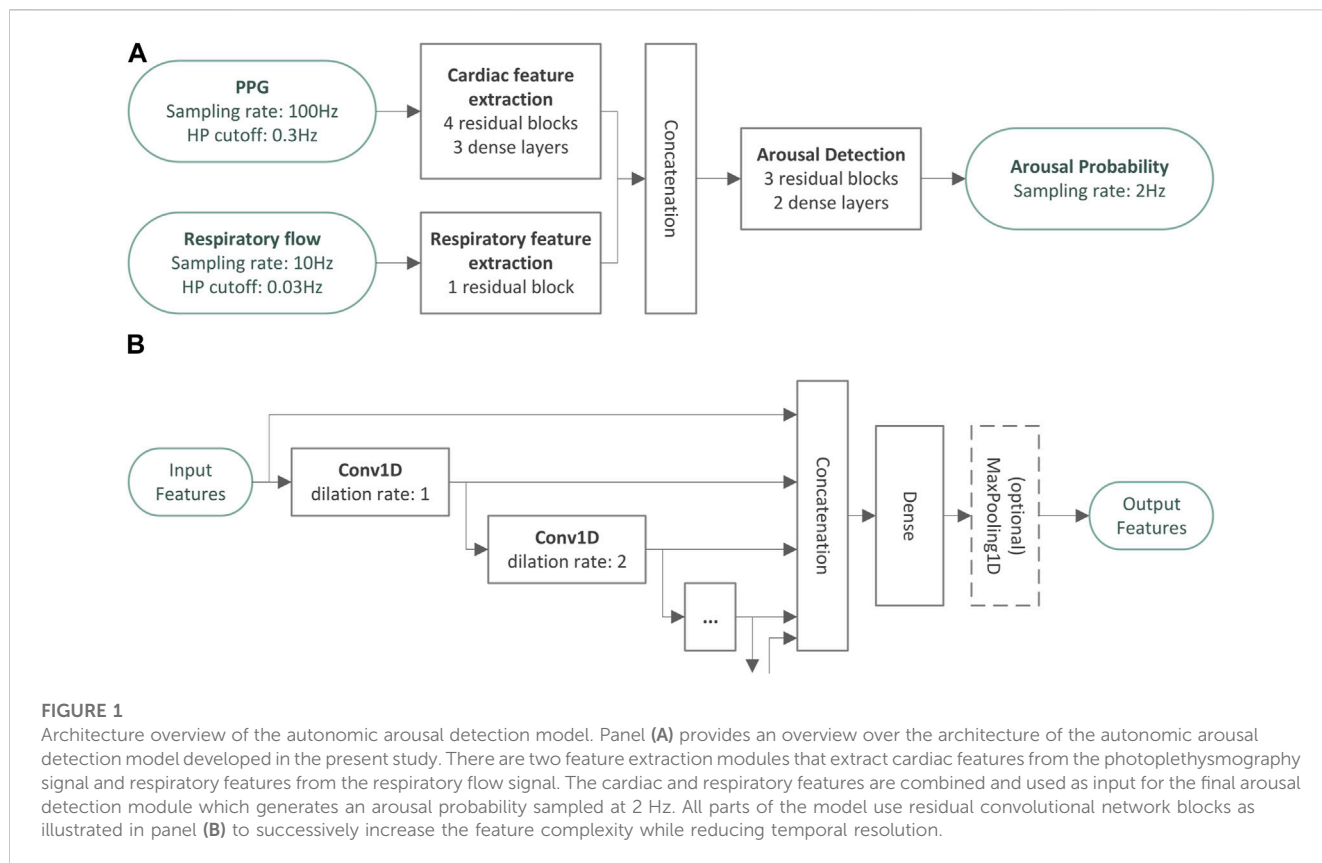 A
PPG
Sampling rate: 100Hz
HP cutoff: 0.3Hz
Cardiac feature
extraction
4 residual blocks
3 dense layers
Respiratory flow
Sampling rate: 10Hz
HP cutoff: 0.03Hz
Respiratory feature
extraction
1 residual block
Concatenation
Arousal Detection
3 residual blocks
2 dense layers
Arousal Probability
Sampling rate: 2Hz
B
Input
Features
Conv1D
dilation rate: 1
Conv1D
dilation rate: 2
...
Concatenation
Dense
(optional)
MaxPooling1D
Output
Features
FIGURE 1
Architecture overview of the autonomic arousal detection model. Panel (A) provides an overview over the architecture of the autonomic arousal
detection model developed in the present study. There are two feature extraction modules that extract cardiac features from the photoplethysmography
signal and respiratory features from the respiratory flow signal. The cardiac and respiratory features are combined and used as input for the final arousal
detection module which generates an arousal probability sampled at 2 Hz. All parts of the model use residual convolutional network blocks as
illustrated in panel (B) to successively increase the feature complexity while reducing temporal resolution.